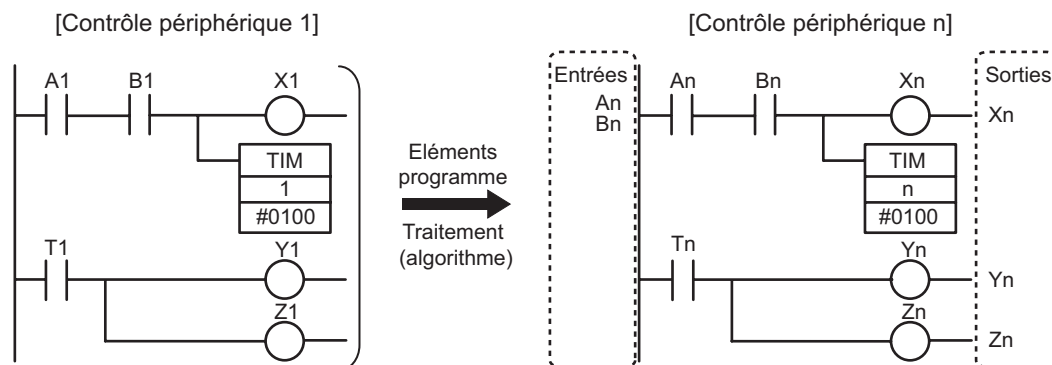 [Contrôle périphérique 1]
A1 B1 X1
TIM
1
#0100
T1 Y1
Z1
Eléments
programme
Traitement
(algorithme)
[Contrôle périphérique n]
Entrées
An
Bn
An Bn Xn
TIM
n
#0100
Tn Yn
Zn
Sorties
Xn
Yn
Zn